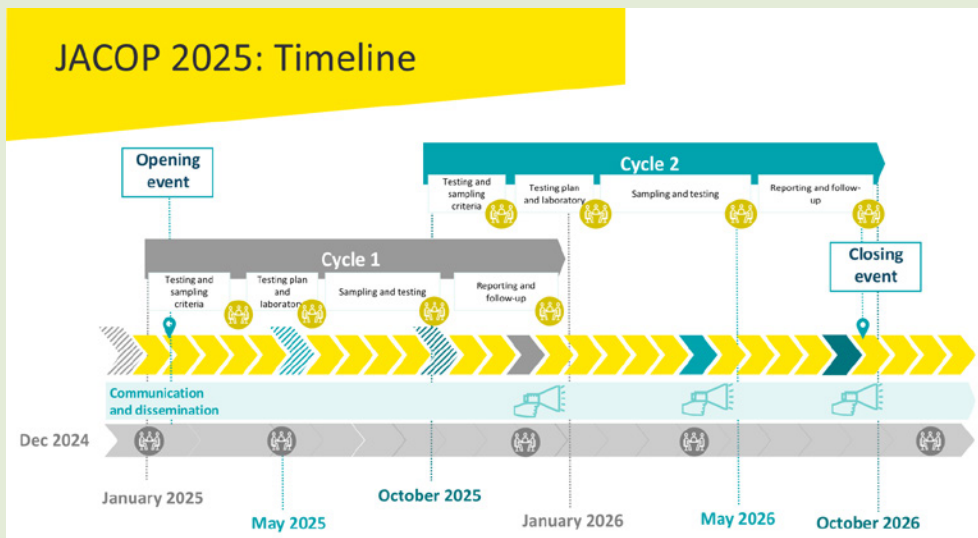 JACOP 2025: Timeline
Opening
event
Cycle 2
Testing and
sampling
criteria
Testing plan
and laboratory
Sampling and testing
Reporting and follow-
up
Cycle 1
Testing and
sampling
criteria
Testing plan
and
laboratory
Sampling and testing
Reporting and
follow-up
Closing
event
Communication
and dissemination
Dec 2024
January 2025
May 2025
October 2025
January 2026
May 2026
October 2026